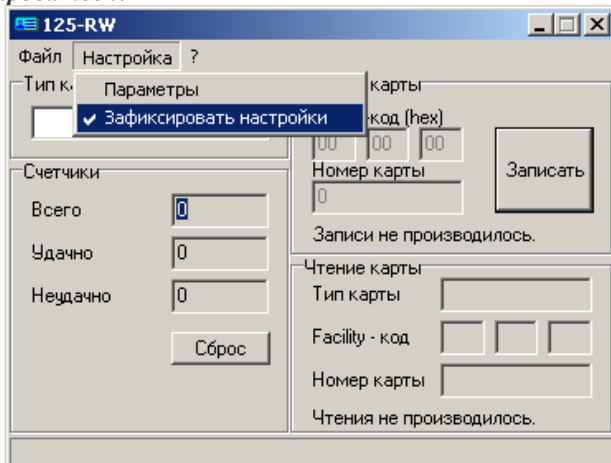 125-RW
Файл Настройка ?
Параметры
Зафиксировать настройки
Тип к
карты
-код (hex)
00 00 00
Номер карты
0
Записать
Записи не производилось.
Счетчики
Всего 0
Удачно 0
Неудачно 0
Сброс
Чтение карты
Тип карты
Facility - код
Номер карты
Чтения не производилось.